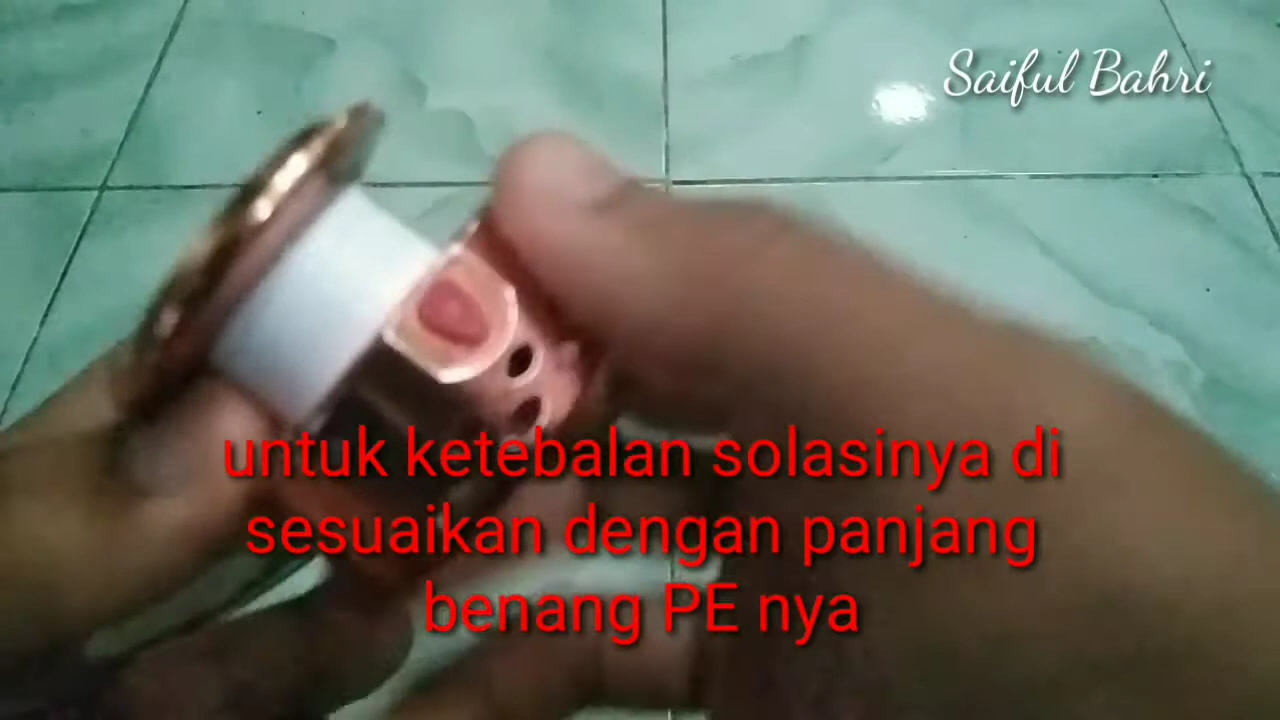 Saiful Bahri
untuk ketebalan solasinya di
sesuaikan dengan panjang
benang PE nya